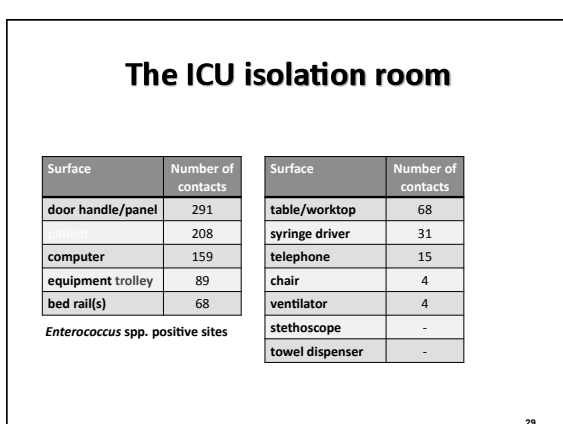 The ICU isolation room
Surface Number of contacts
door handle/panel 291
patient 208
computer 159
equipment trolley 89
bed rail(s) 68
Enterococcus spp. positive sites
Surface Number of contacts
table/worktop 68
syringe driver 31
telephone 15
chair 4
ventilator 4
stethoscope -
towel dispenser -
29